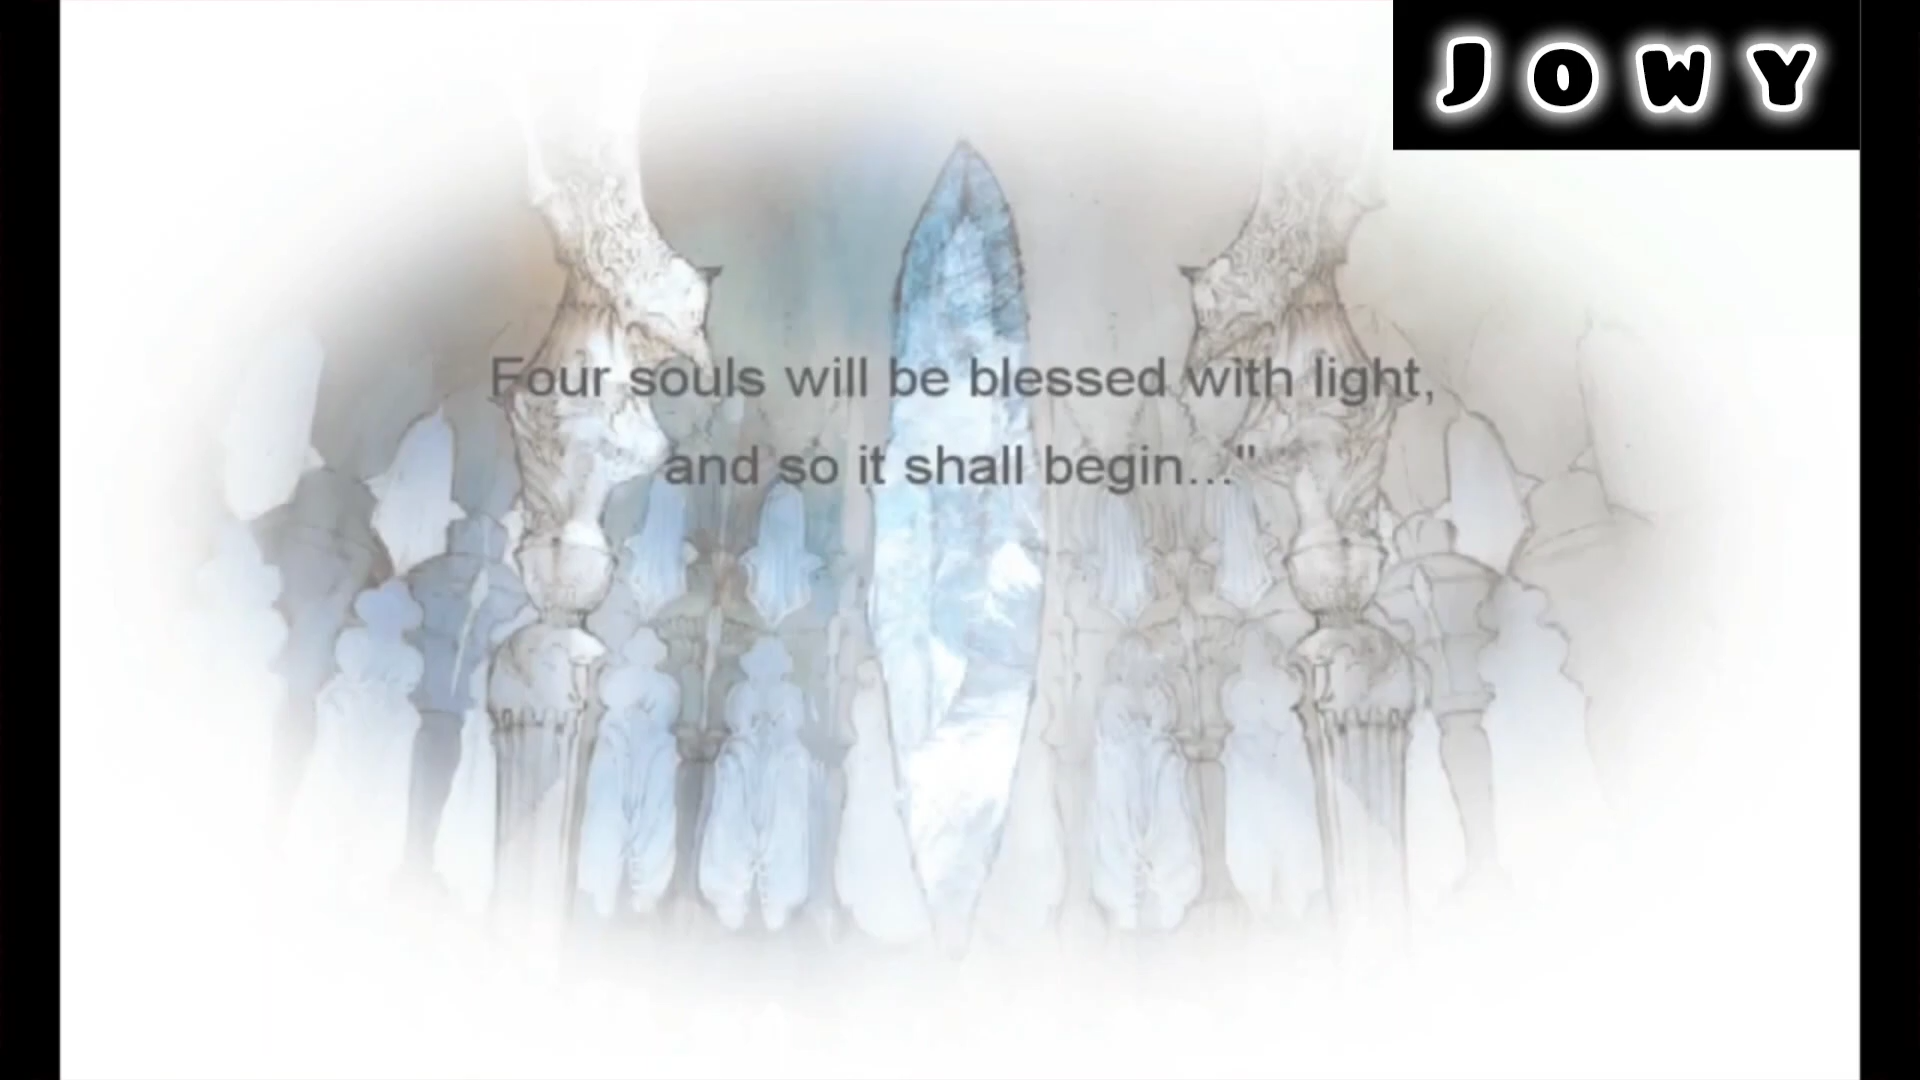 JOWY
Four souls will be blessed with light,
and so it shall begin..."